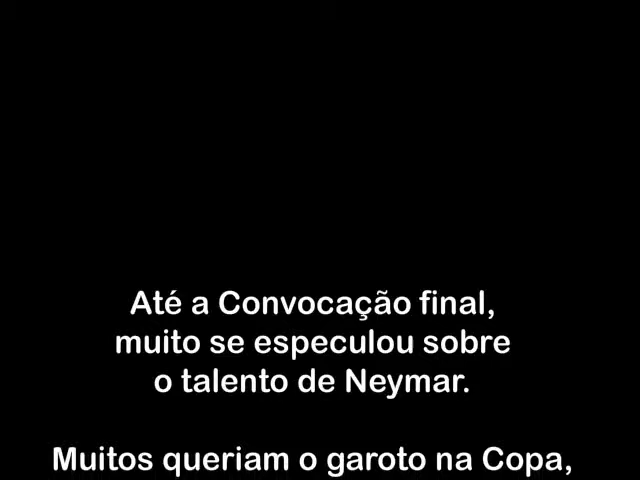 Até a Convocação final,
muito se especulou sobre
o talento de Neymar.
Muitos queriam o garoto na Copa,